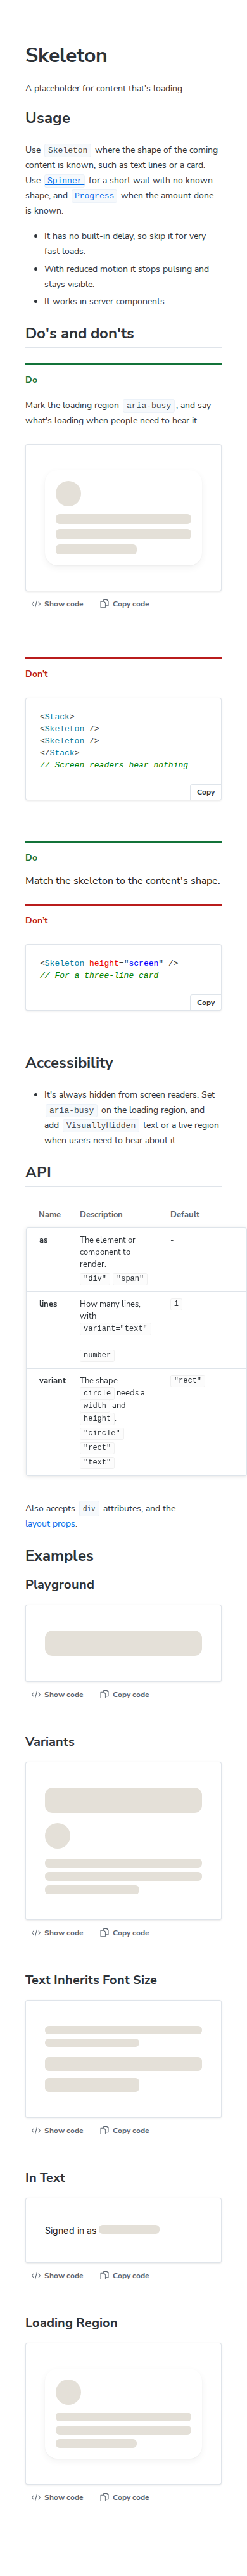 Skeleton
A placeholder for content that's loading.
Usage
Use Skeleton where the shape of the coming
content is known, such as text lines or a card.
Use Spinner for a short wait with no known
shape, and Progress when the amount done
is known.
It has no built-in delay, so skip it for very
fast loads.
With reduced motion it stops pulsing and
stays visible.
It works in server components.
Do's and don'ts
Do
Mark the loading region aria-busy, and say
what's loading when people need to hear it.
Show code Copy code
Don't
<Stack>
<Skeleton />
<Skeleton />
</Stack>
// Screen readers hear nothing
Copy
Do
Match the skeleton to the content's shape.
Don't
<Skeleton height="screen" />
// For a three-line card
Copy
Accessibility
It's always hidden from screen readers. Set
aria-busy on the loading region, and
add VisuallyHidden text or a live region
when users need to hear about it.
API
Name Description Default
as The element or -
component to
render.
"div" "span"
lines How many lines, 1
with
variant="text"
.
number
variant The shape. "rect"
circle needs a
width and
height.
"circle"
"rect"
"text"
Also accepts div attributes, and the
layout props.
Examples
Playground
Show code Copy code
Variants
Show code Copy code
Text Inherits Font Size
Show code Copy code
In Text
Signed in as
Show code Copy code
Loading Region
Show code Copy code